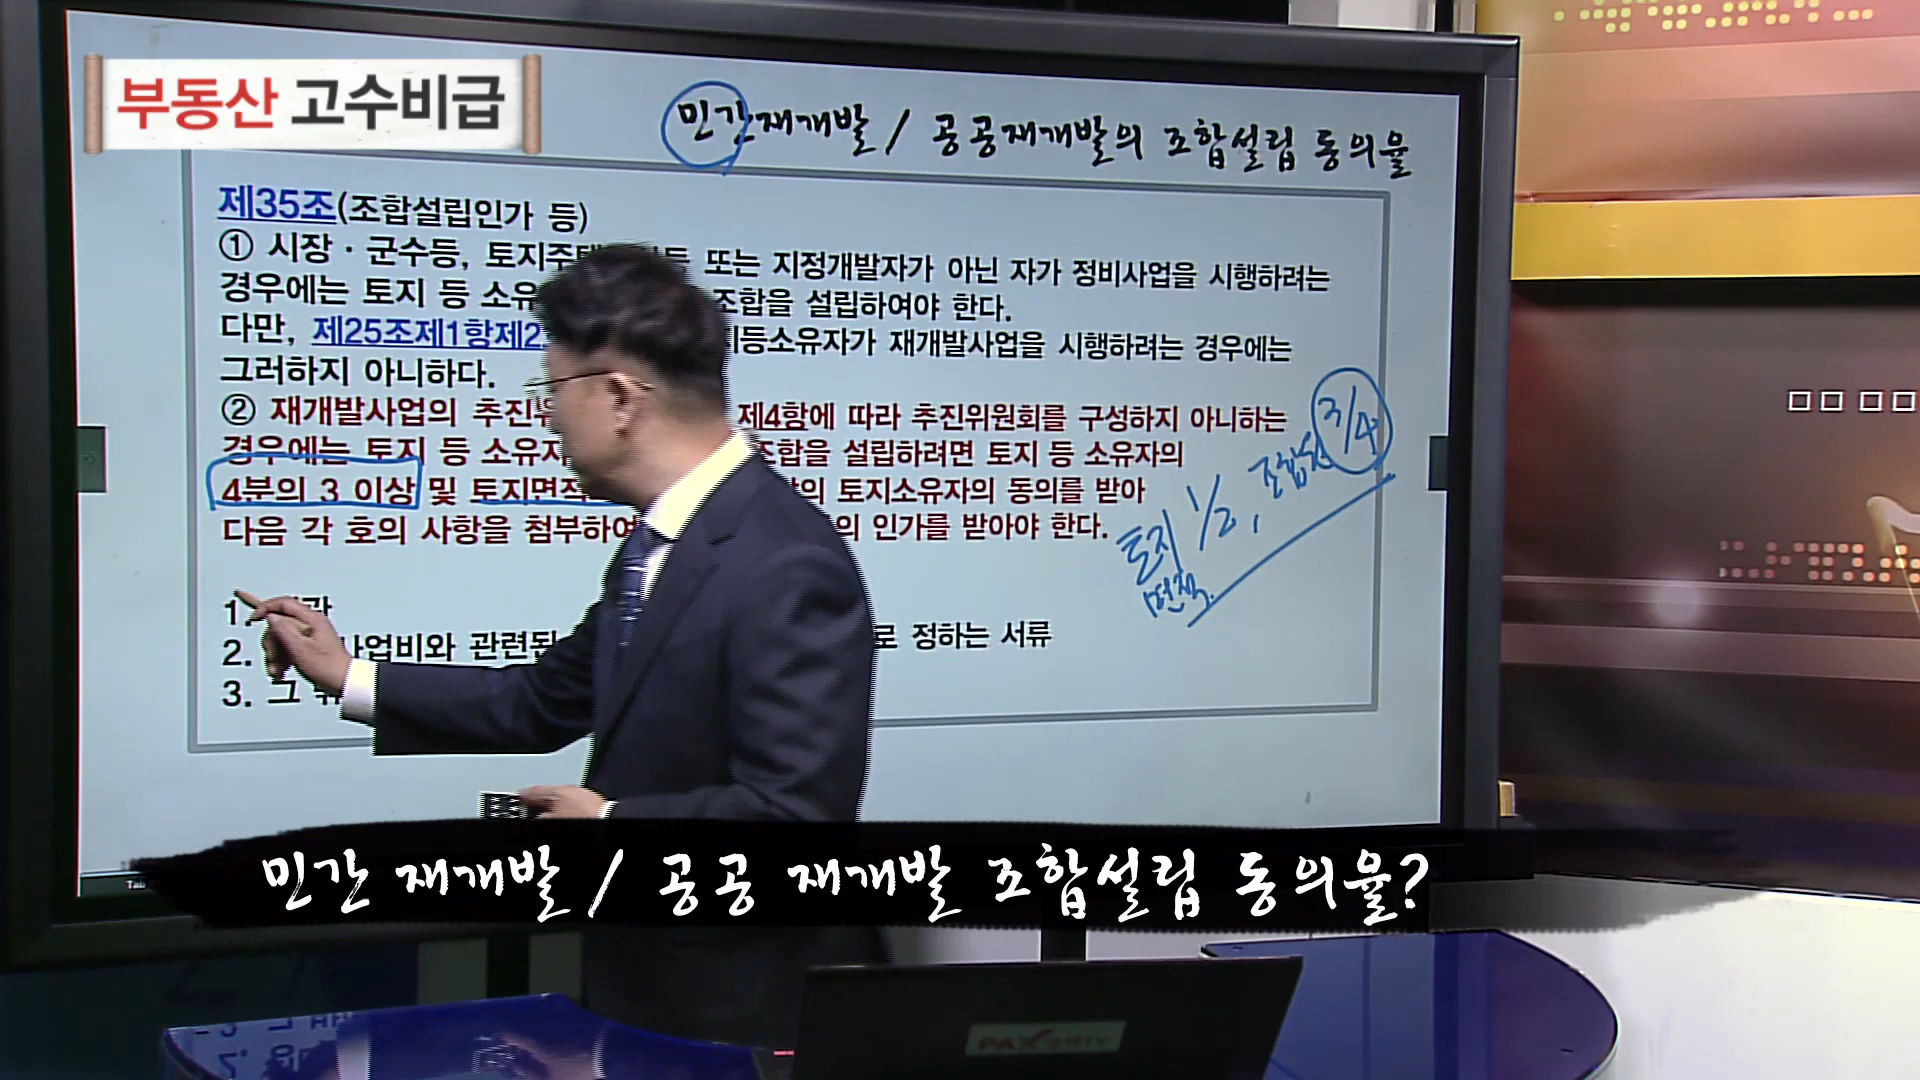 부동산 고수비급
민간재개발 / 공공재개발의 조합설립 동의율
제35조(조합설립인가 등)
① 시장 · 군수등, 토지주택 또는 지정개발자가 아닌 자가 정비사업을 시행하려는
경우에는 토지 등 소유 조합을 설립하여야 한다.
다만, 제25조제1항제2 등소유자가 재개발사업을 시행하려는 경우에는
그러하지 아니하다.
② 재개발사업의 추진 제4항에 따라 추진위원회를 구성하지 아니하는
경우에는 토지 등 소유자 조합을 설립하려면 토지 등 소유자의
4분의 3 이상 및 토지면적 의 토지소유자의 동의를 받아
다음 각 호의 사항을 첨부하여 의 인가를 받아야 한다.
3/4
토지 1/2, 조합원
면적.
1.
2. 사업비와 관련된 로 정하는 서류
3. 그
민간 재개발 / 공공 재개발 조합설립 동의율?
PAX경제TV